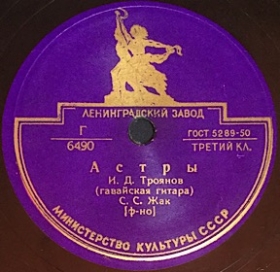 ЛЕНИНГРАДСКИЙ ЗАВОД
Г
6490
ГОСТ 5289-50
ТРЕТИЙ КЛ.
Астры
И. Д. Троянов
(гавайская гитара)
С. С. Жак
[ф-но]
МИНИСТЕРСТВО КУЛЬТУРЫ СССР